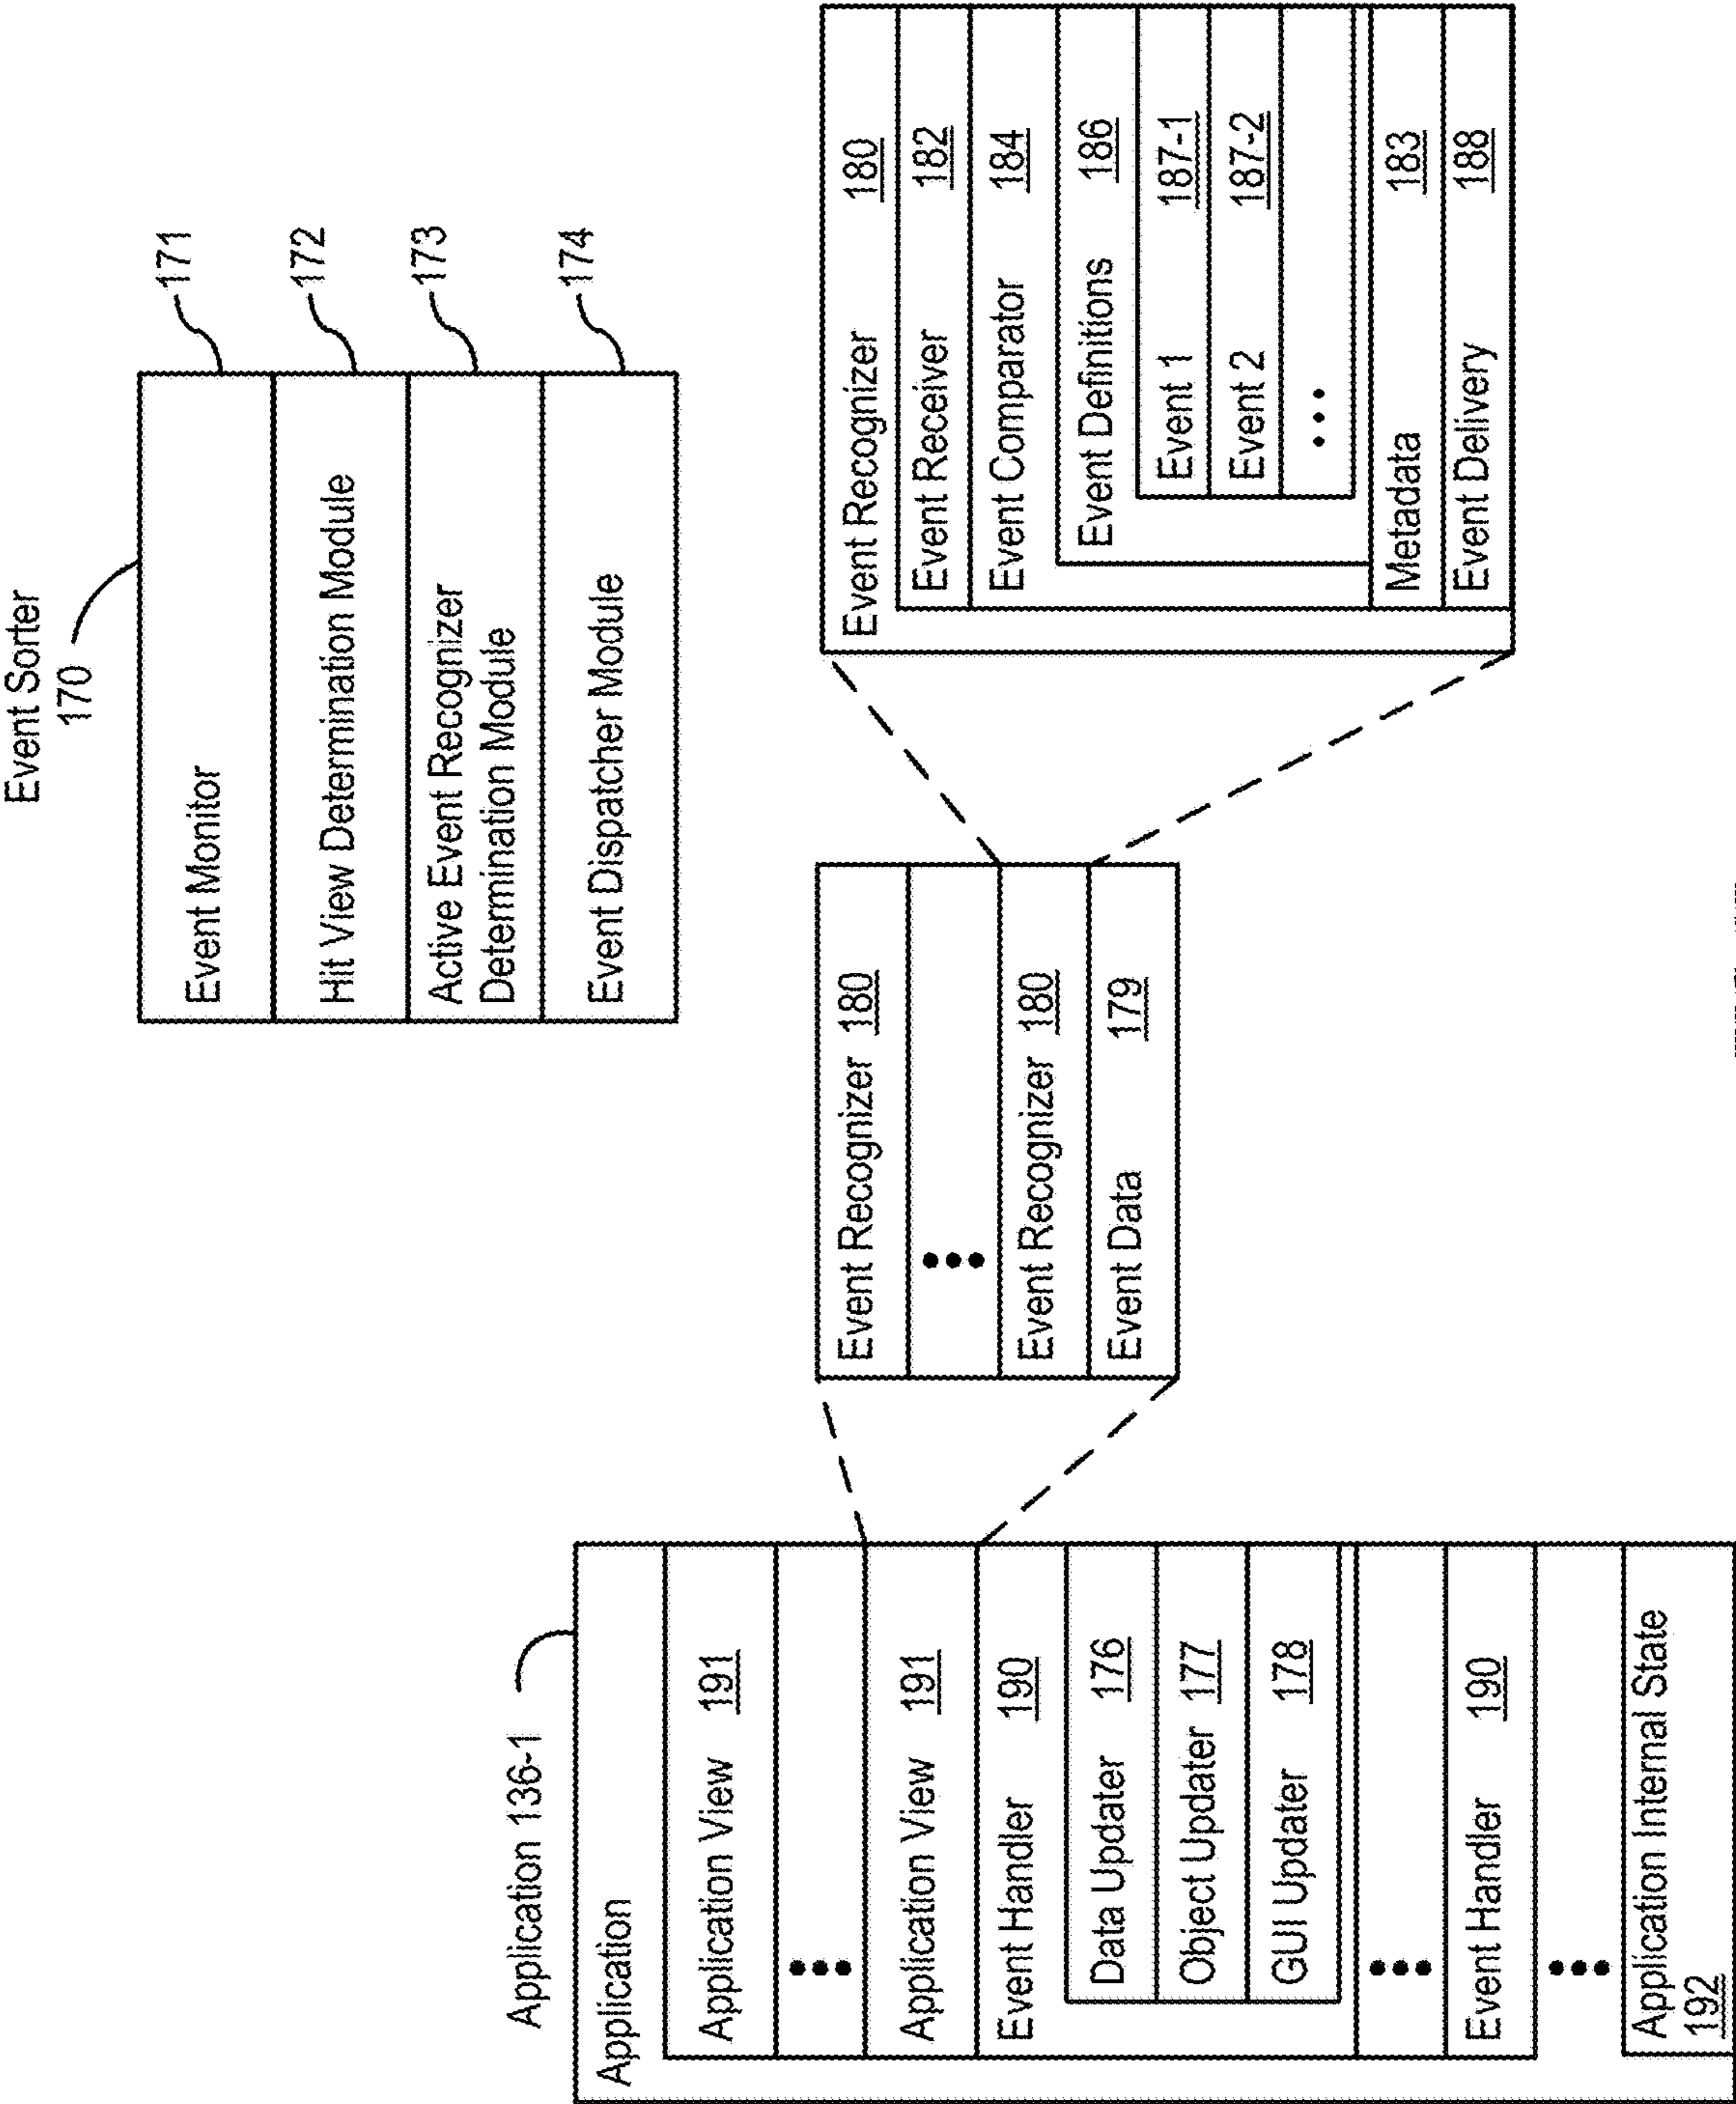 Event Sorter
170
Event Monitor
171
Hit View Determination Module
172
Active Event Recognizer
Determination Module
173
Event Dispatcher Module
174
Application 136-1
Application
Application View 191
•••
Application View 191
Event Handler 190
Data Updater 176
Object Updater 177
GUI Updater 178
•••
Event Handler 190
•••
Application Internal State
192
Event Recognizer 180
•••
Event Recognizer 180
Event Data 179
Event Recognizer 180
Event Receiver 182
Event Comparator 184
Event Definitions 186
Event 1 187-1
Event 2 187-2
•••
Metadata 183
Event Delivery 188